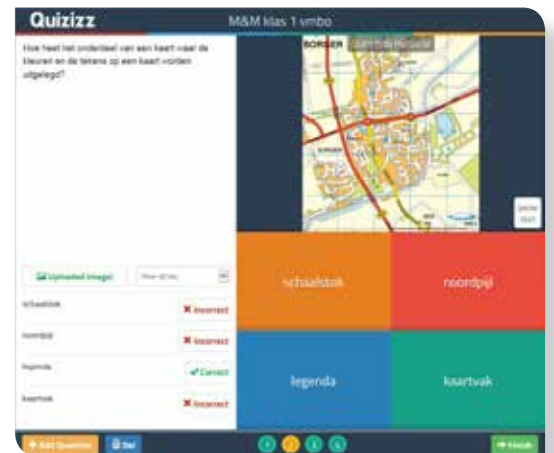 Quizizz
M&M klas 1 vmbo
Hoe heet het onderdeel van een kaart waar de
kleuren en de tekens op een kaart worden
uitgelegd?
BORGER
BORGER
Uploaded Image!
schaalstok
Incorrect
noordpijl
Incorrect
legenda
Correct
kaartvak
Incorrect
schaalstok
noordpijl
legenda
kaartvak
+ Add Question
Del
1 2 3 4
Finish